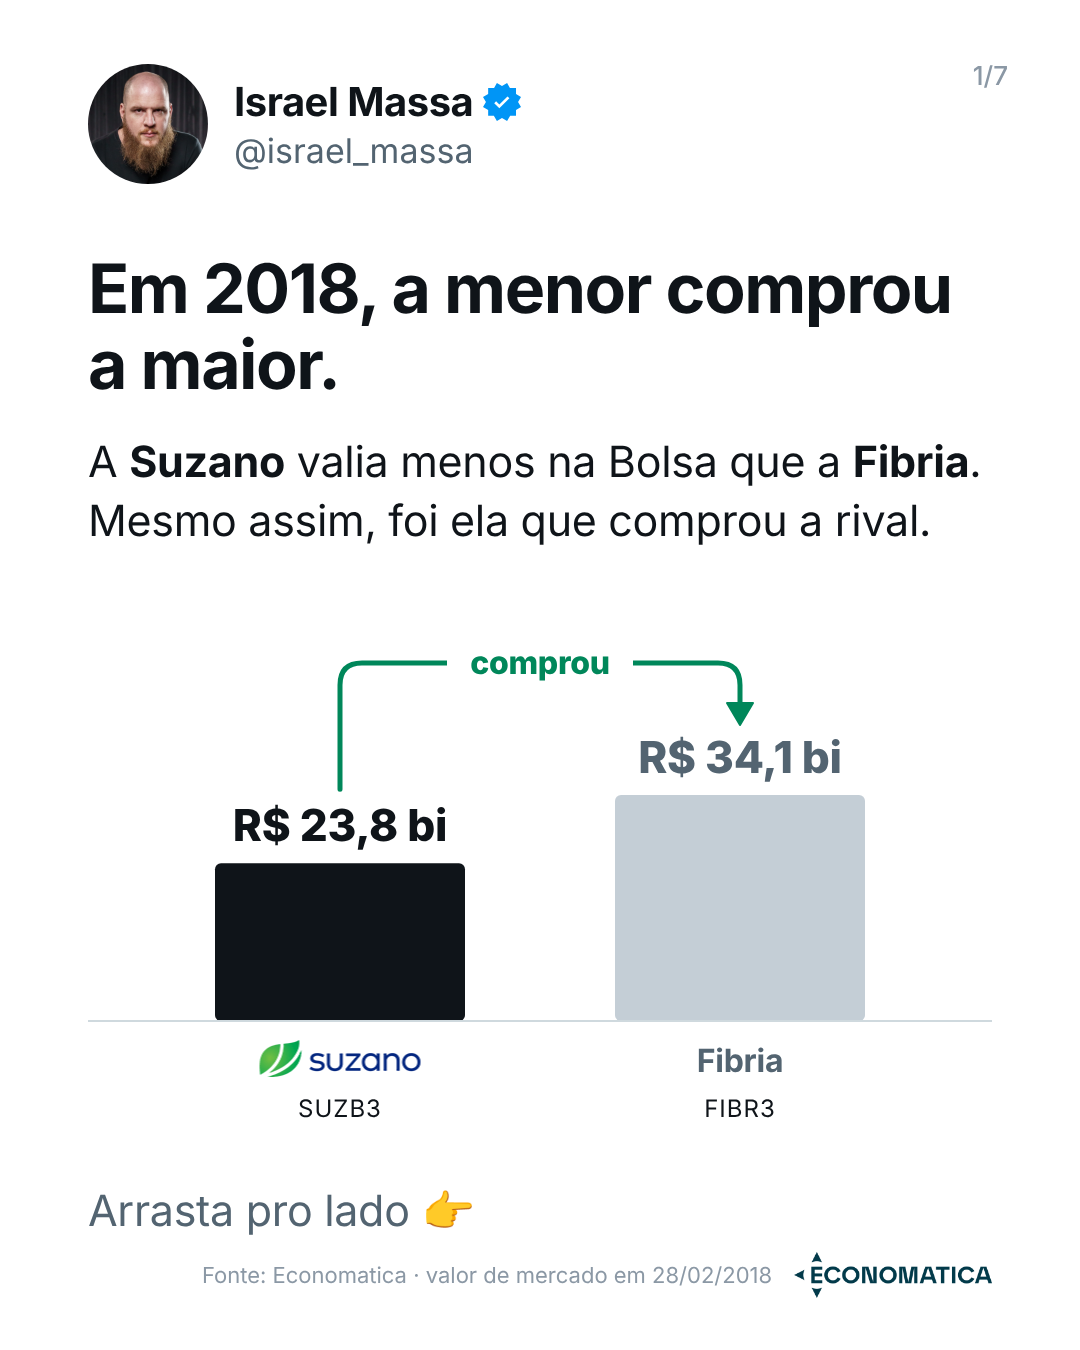 Israel Massa
@israel_massa
1/7
Em 2018, a menor comprou
a maior.
A Suzano valia menos na Bolsa que a Fibria.
Mesmo assim, foi ela que comprou a rival.
comprou
R$ 34,1 bi
R$ 23,8 bi
suzano
SUZB3
Fibria
FIBR3
Arrasta pro lado 👉
Fonte: Economatica · valor de mercado em 28/02/2018
ECONOMATICA